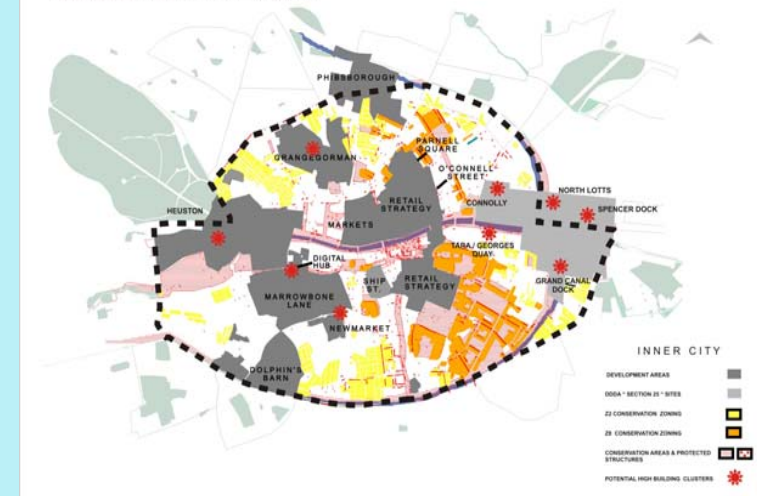 PHIBSBOROUGH
GRANGEGORMAN
PARNELL
SQUARE
O'CONNELL
STREET
RETAIL
STRATEGY
CONNOLLY
NORTH LOTTS
SPENCER DOCK
HEUSTON
MARKETS
TARA/ GEORGES
QUAY
DIGITAL
HUB
SHIP
ST.
RETAIL
STRATEGY
GRAND CANAL
DOCK
MARROWBONE
LANE
NEWMARKET
DOLPHIN'S
BARN
INNER CITY
DEVELOPMENT AREAS
DDDA " SECTION 25 " SITES
Z2 CONSERVATION ZONING
Z8 CONSERVATION ZONING
CONSERVATION AREAS & PROTECTED
STRUCTURES
POTENTIAL HIGH BUILDING CLUSTERS